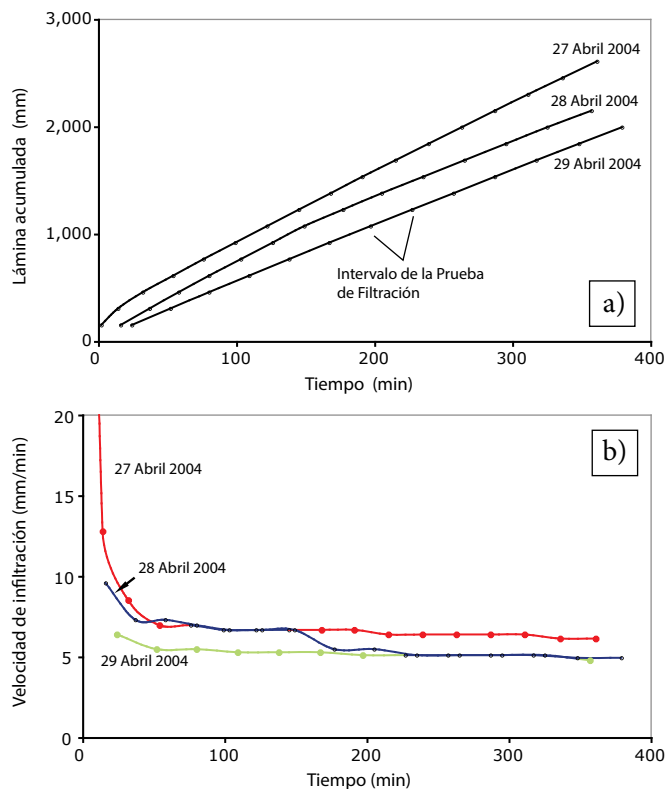 3,000
2,000
1,000
0
Lámina acumulada (mm)
27 Abril 2004
28 Abril 2004
29 Abril 2004
Intervalo de la Prueba
de Filtración
a)
0
100
200
300
400
Tiempo (min)
20
15
10
5
0
Velocidad de infiltración (mm/min)
b)
27 Abril 2004
28 Abril 2004
29 Abril 2004
0
100
200
300
400
Tiempo (min)